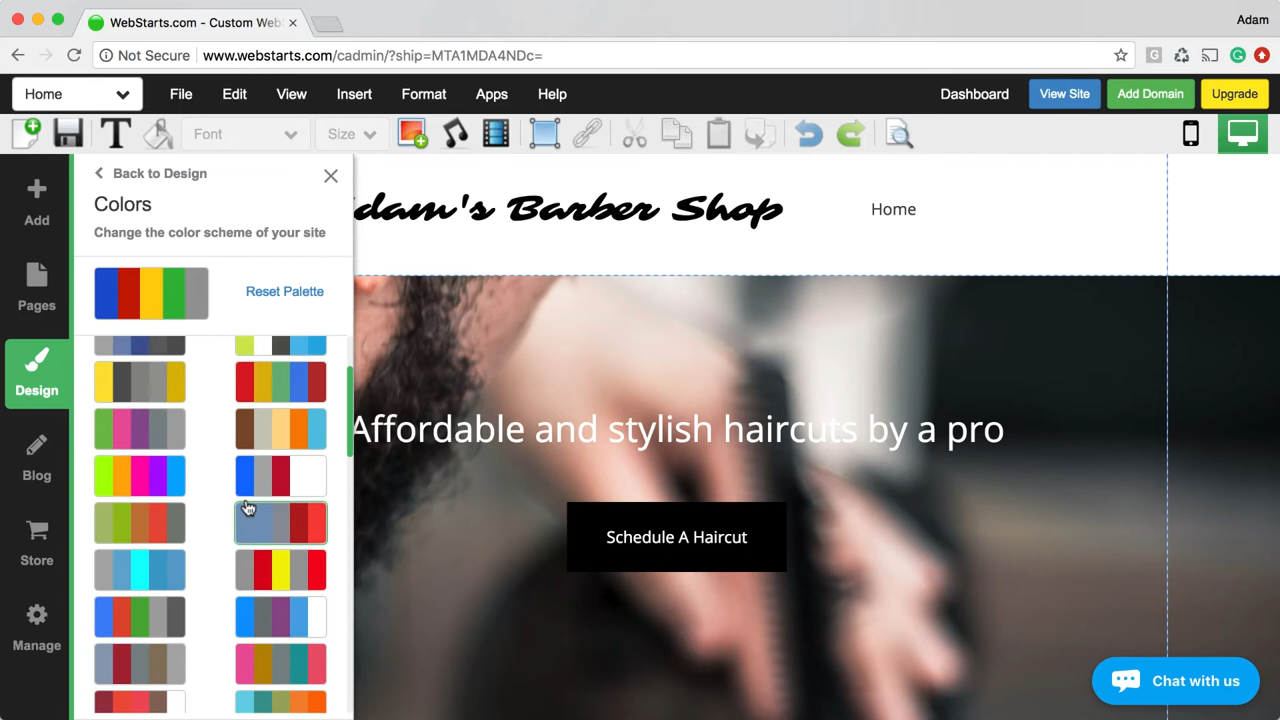 WebStarts.com - Custom Web
Adam
Not Secure www.webstarts.com/cadmin/?ship=MTA1MDA4NDc=
Home File Edit View Insert Format Apps Help Dashboard View Site Add Domain Upgrade
T Font Size
Add
Pages
Design
Blog
Store
Manage
Back to Design
Colors
Change the color scheme of your site
Reset Palette
dam's Barber Shop
Home
Affordable and stylish haircuts by a pro
Schedule A Haircut
Chat with us